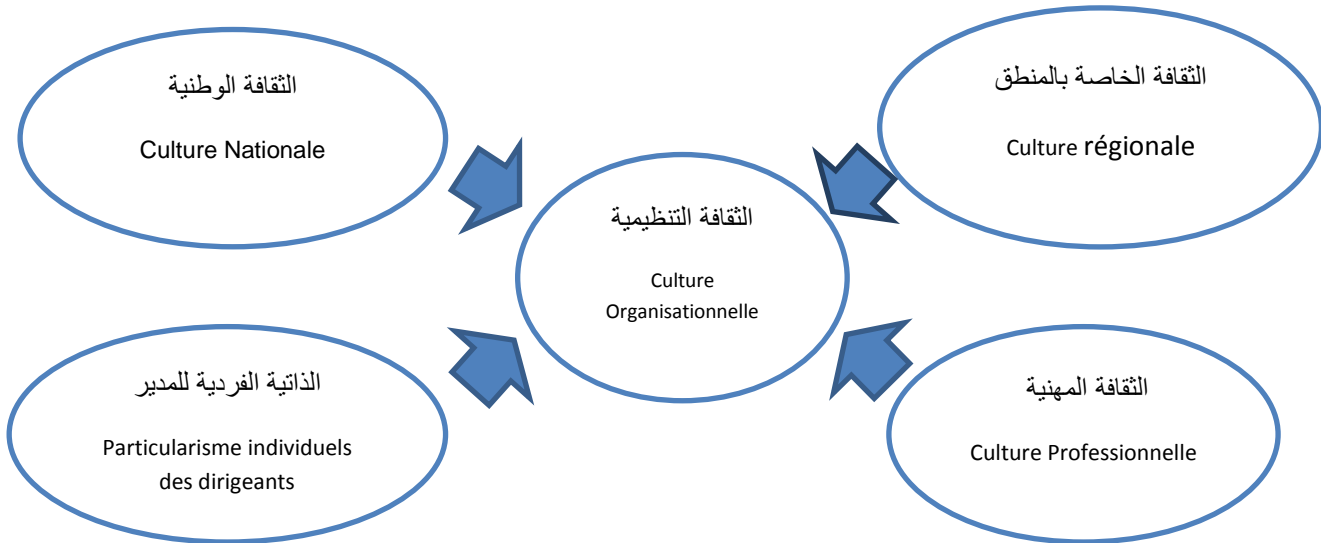 الثقافة الوطنية
Culture Nationale
الثقافة الخاصة بالمنطق
Culture régionale
الثقافة التنظيمية
Culture
Organisationnelle
الذاتية الفردية للمدير
Particularisme individuels
des dirigeants
الثقافة المهنية
Culture Professionnelle